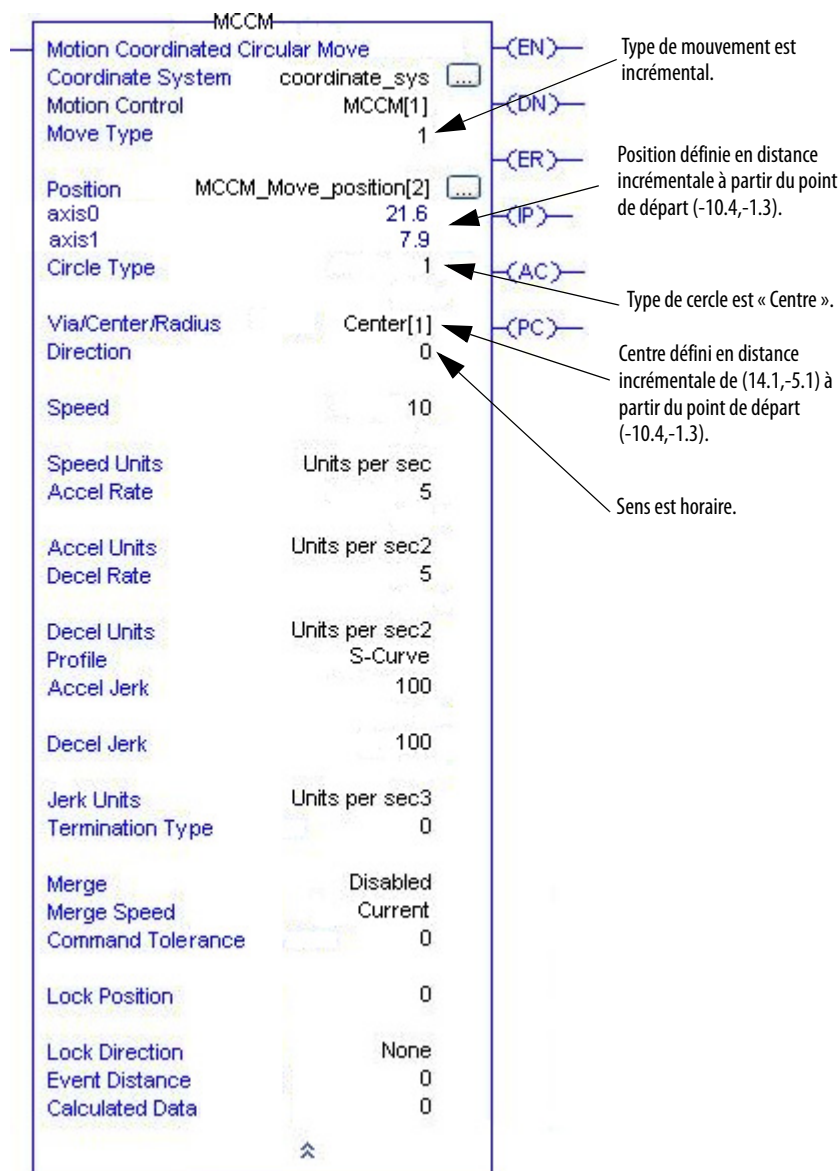 MCCM
Motion Coordinated Circular Move
Coordinate System coordinate_sys ...
Motion Control MCCM[1]
Move Type 1
Position MCCM_Move_position[2] ...
axis0 21.6
axis1 7.9
Circle Type 1
Via/Center/Radius Center[1]
Direction 0
Speed 10
Speed Units Units per sec
Accel Rate 5
Accel Units Units per sec2
Decel Rate 5
Decel Units Units per sec2
Profile S-Curve
Accel Jerk 100
Decel Jerk 100
Jerk Units Units per sec3
Termination Type 0
Merge Disabled
Merge Speed Current
Command Tolerance 0
Lock Position 0
Lock Direction None
Event Distance 0
Calculated Data 0
(EN)
(DN)
(ER)
(IP)
(AC)
(PC)
Type de mouvement est
incrémental.
Position définie en distance
incrémentale à partir du point
de départ (-10.4,-1.3).
Type de cercle est « Centre ».
Centre défini en distance
incrémentale de (14.1,-5.1) à
partir du point de départ
(-10.4,-1.3).
Sens est horaire.